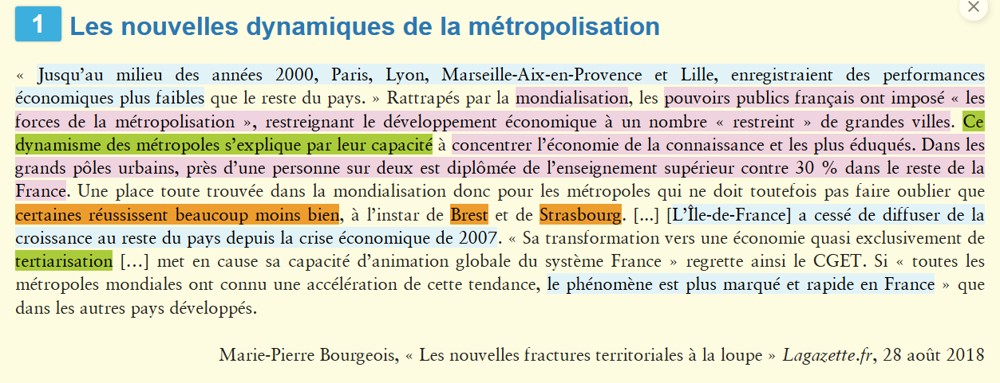 1 Les nouvelles dynamiques de la métropolisation
« Jusqu’au milieu des années 2000, Paris, Lyon, Marseille-Aix-en-Provence et Lille, enregistraient des performances
économiques plus faibles que le reste du pays. » Rattrapés par la mondialisation, les pouvoirs publics français ont imposé « les
forces de la métropolisation », restreignant le développement économique à un nombre « restreint » de grandes villes. Ce
dynamisme des métropoles s’explique par leur capacité à concentrer l’économie de la connaissance et les plus éduqués. Dans les
grands pôles urbains, près d’une personne sur deux est diplômée de l’enseignement supérieur contre 30 % dans le reste de la
France. Une place toute trouvée dans la mondialisation donc pour les métropoles qui ne doit toutefois pas faire oublier que
certaines réussissent beaucoup moins bien, à l’instar de Brest et de Strasbourg. [...] [L’Île-de-France] a cessé de diffuser de la
croissance au reste du pays depuis la crise économique de 2007. « Sa transformation vers une économie quasi exclusivement de
tertiarisation [...] met en cause sa capacité d’animation globale du système France » regrette ainsi le CGET. Si « toutes les
métropoles mondiales ont connu une accélération de cette tendance, le phénomène est plus marqué et rapide en France » que
dans les autres pays développés.
Marie-Pierre Bourgeois, « Les nouvelles fractures territoriales à la loupe » Lagazette.fr, 28 août 2018